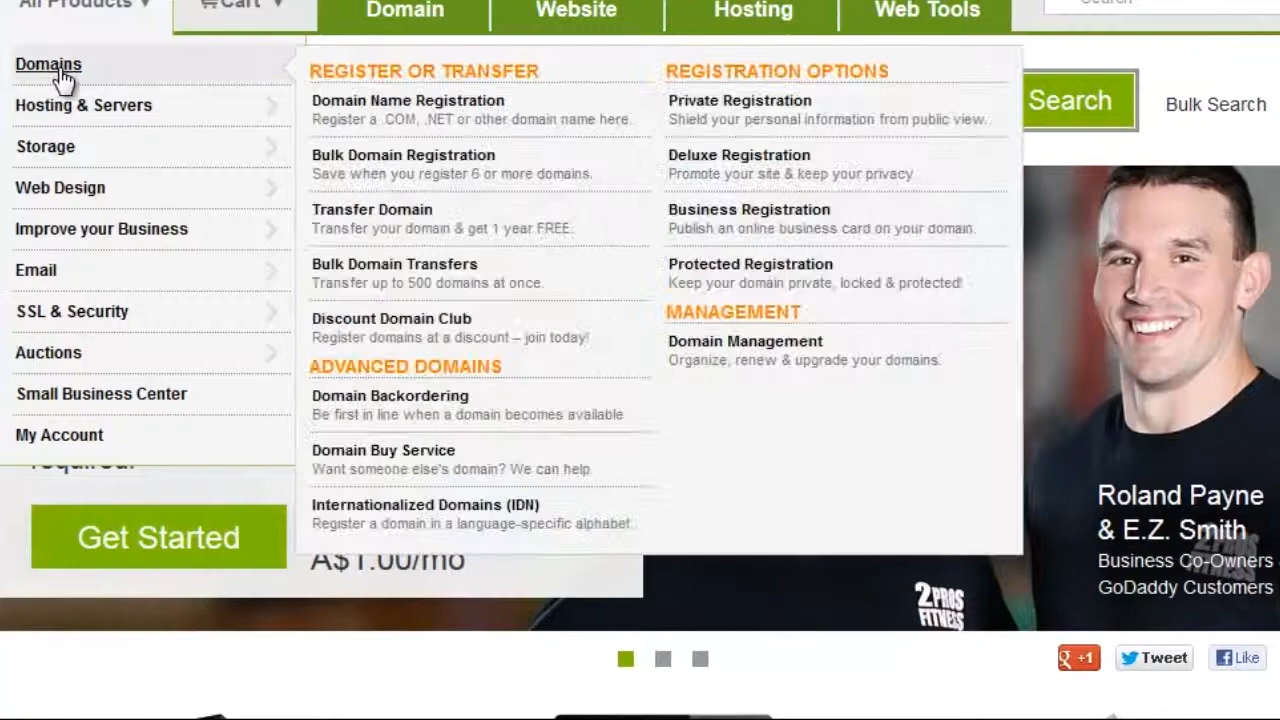 All Products ▼
Cart ▼
Domain
Website
Hosting
Web Tools
Search
Domains
Hosting & Servers
Storage
Web Design
Improve your Business
Email
SSL & Security
Auctions
Small Business Center
My Account
REGISTER OR TRANSFER
Domain Name Registration
Register a .COM, .NET or other domain name here.
Bulk Domain Registration
Save when you register 6 or more domains.
Transfer Domain
Transfer your domain & get 1 year FREE.
Bulk Domain Transfers
Transfer up to 500 domains at once.
Discount Domain Club
Register domains at a discount – join today!
ADVANCED DOMAINS
Domain Backordering
Be first in line when a domain becomes available
Domain Buy Service
Want someone else's domain? We can help.
Internationalized Domains (IDN)
Register a domain in a language-specific alphabet.
REGISTRATION OPTIONS
Private Registration
Shield your personal information from public view.
Deluxe Registration
Promote your site & keep your privacy
Business Registration
Publish an online business card on your domain.
Protected Registration
Keep your domain private, locked & protected!
MANAGEMENT
Domain Management
Organize, renew & upgrade your domains.
Search
Bulk Search
required.
Get Started
A$1.00/mo
2PROS
FITNESS
Roland Payne
& E.Z. Smith
Business Co-Owners
GoDaddy Customers
+1
Tweet
Like